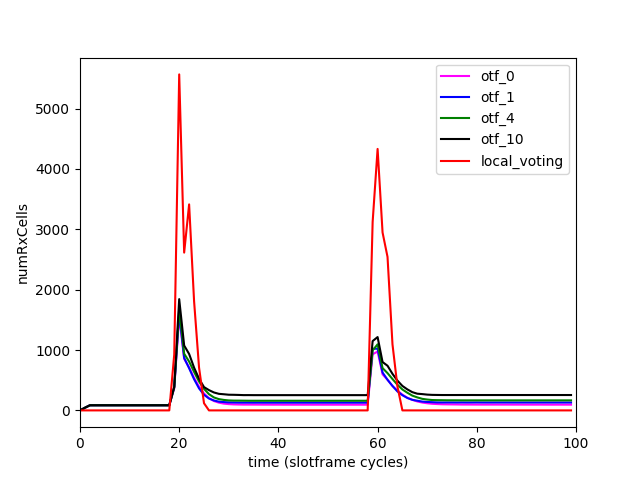 numRxCells
5000
4000
3000
2000
1000
0
0 20 40 60 80 100
time (slotframe cycles)
otf_0
otf_1
otf_4
otf_10
local_voting